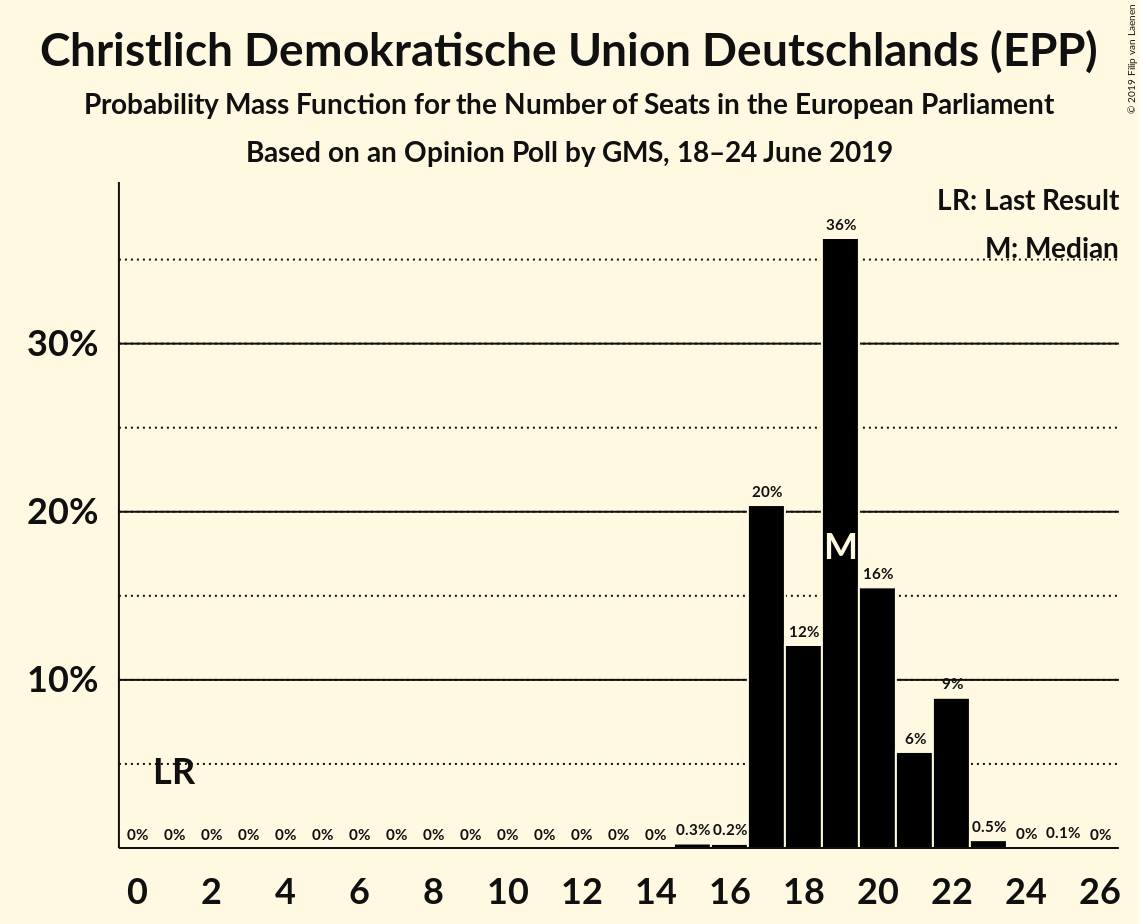 Christlich Demokratische Union Deutschlands (EPP)
Probability Mass Function for the Number of Seats in the European Parliament
Based on an Opinion Poll by GMS, 18–24 June 2019
© 2019 Filip van Laenen
LR: Last Result
M: Median
36%
30%
20%
20%
M
16%
12%
10%
9%
6%
LR
0% 0% 0% 0% 0% 0% 0% 0% 0% 0% 0% 0% 0% 0% 0% 0.3% 0.2% 0.5% 0% 0.1% 0%
0 2 4 6 8 10 12 14 16 18 20 22 24 26